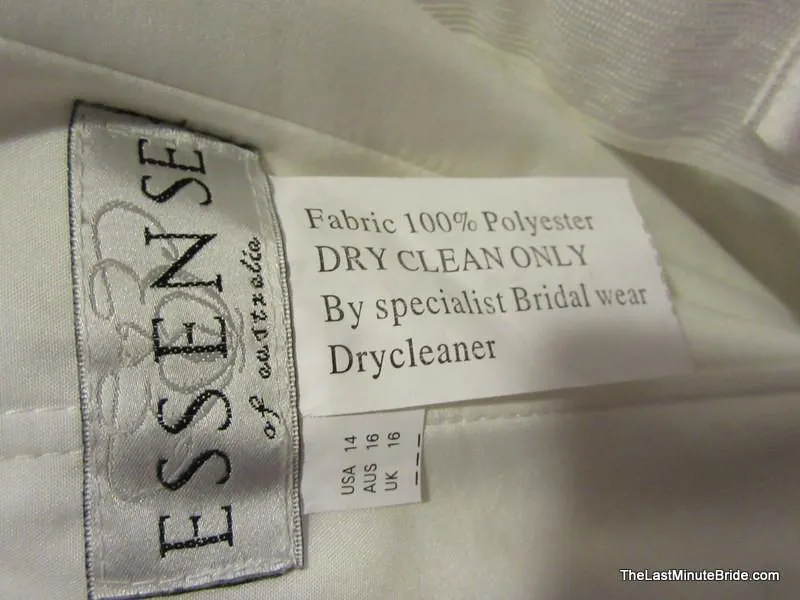 ESSENSE
of australia
Fabric 100% Polyester
DRY CLEAN ONLY
By specialist Bridal wear
Drycleaner
USA 14
AUS 16
UK 16
TheLastMinuteBride.com